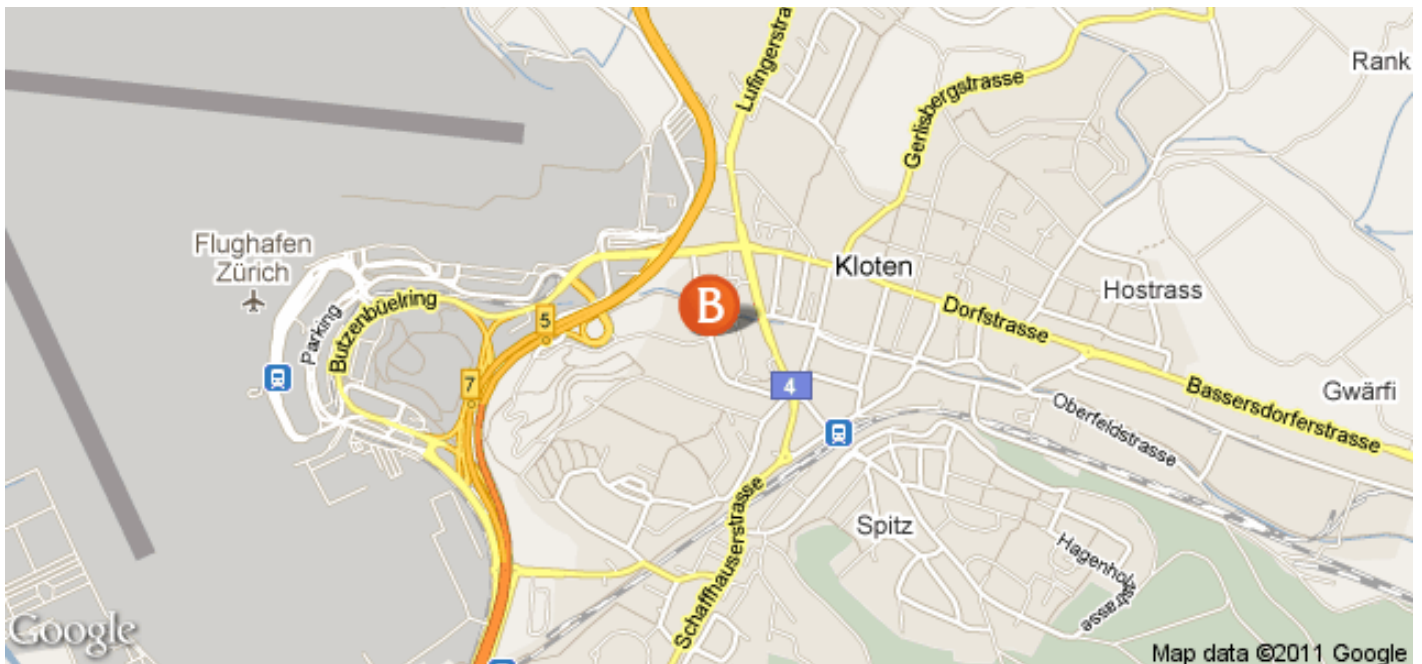 Lufingerstra
Gerlisbergstrasse
Rank
Flughafen
Zürich
Kloten
Hostrass
Parking
Butzenbüelring
5
B
Dorfstrasse
7
4
Gwärfi
Bassersdorferstrasse
Oberfeldstrasse
Schaffhauserstrasse
Spitz
Hagenholzstrasse
Google
Map data ©2011 Google